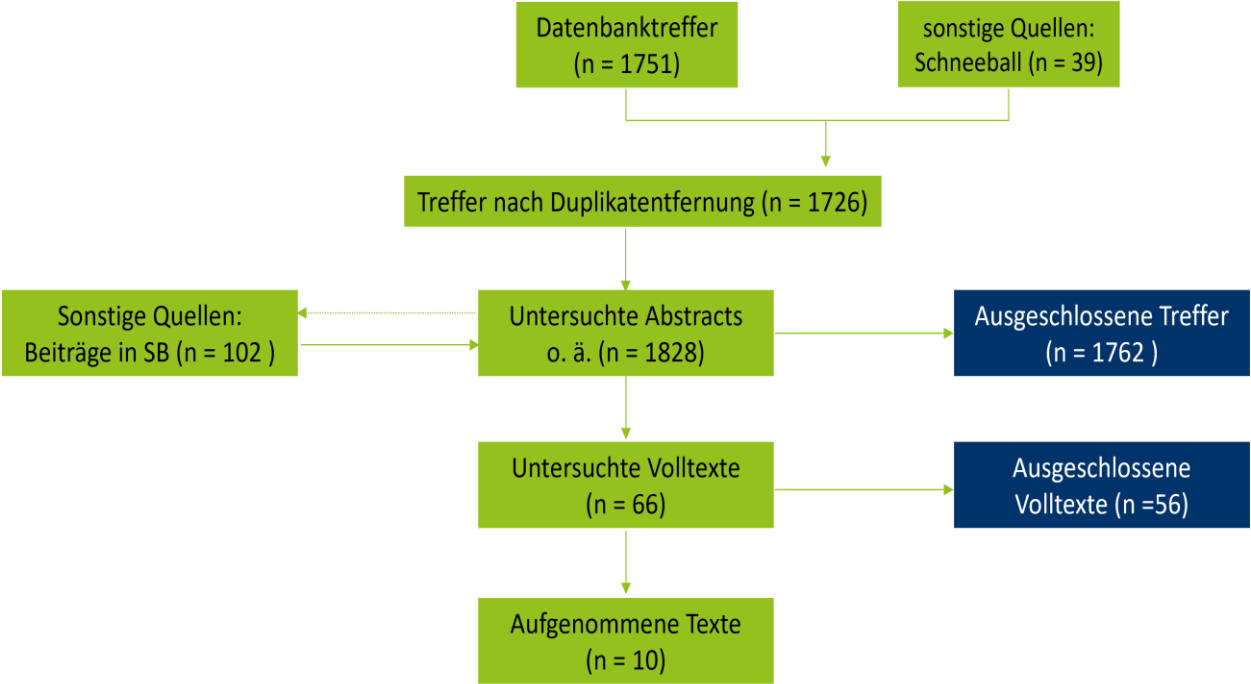 Datenbanktreffer
(n = 1751)
sonstige Quellen:
Schneeball (n = 39)
Treffer nach Duplikatentfernung (n = 1726)
Sonstige Quellen:
Beiträge in SB (n = 102 )
Untersuchte Abstracts
o. ä. (n = 1828)
Ausgeschlossene Treffer
(n = 1762 )
Untersuchte Volltexte
(n = 66)
Ausgeschlossene
Volltexte (n =56)
Aufgenommene Texte
(n = 10)